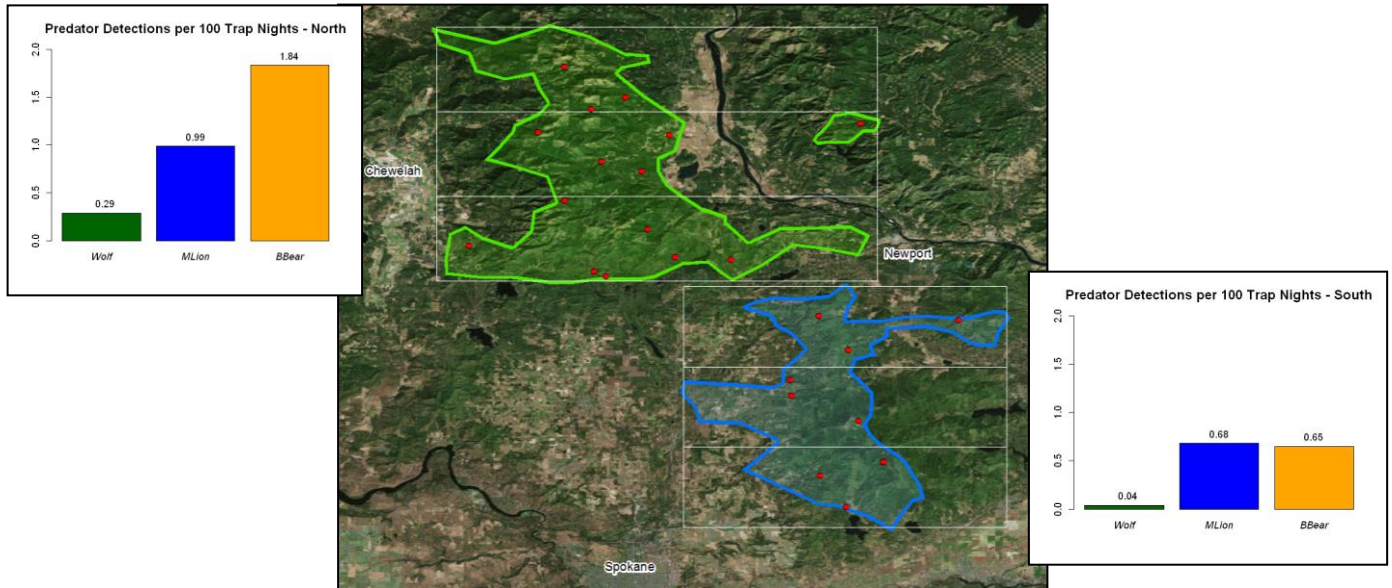 Predator Detections per 100 Trap Nights - North
2.0
1.5
1.0
0.5
0.0
0.29
0.99
1.84
Wolf
MLion
BBear
Chewelah
Newport
Spokane
Predator Detections per 100 Trap Nights - South
2.0
1.5
1.0
0.5
0.0
0.04
0.68
0.65
Wolf
MLion
BBear